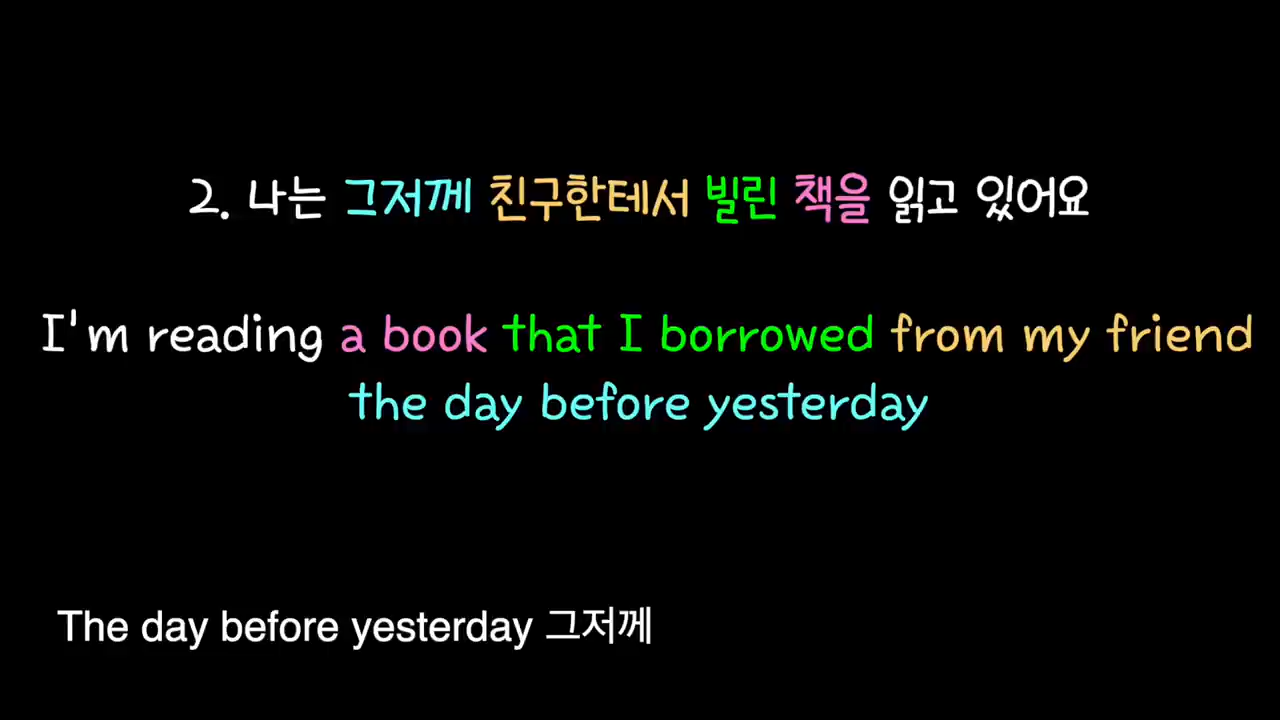 2. 나는 그저께 친구한테서 빌린 책을 읽고 있어요
I'm reading a book that I borrowed from my friend
the day before yesterday
The day before yesterday 그저께